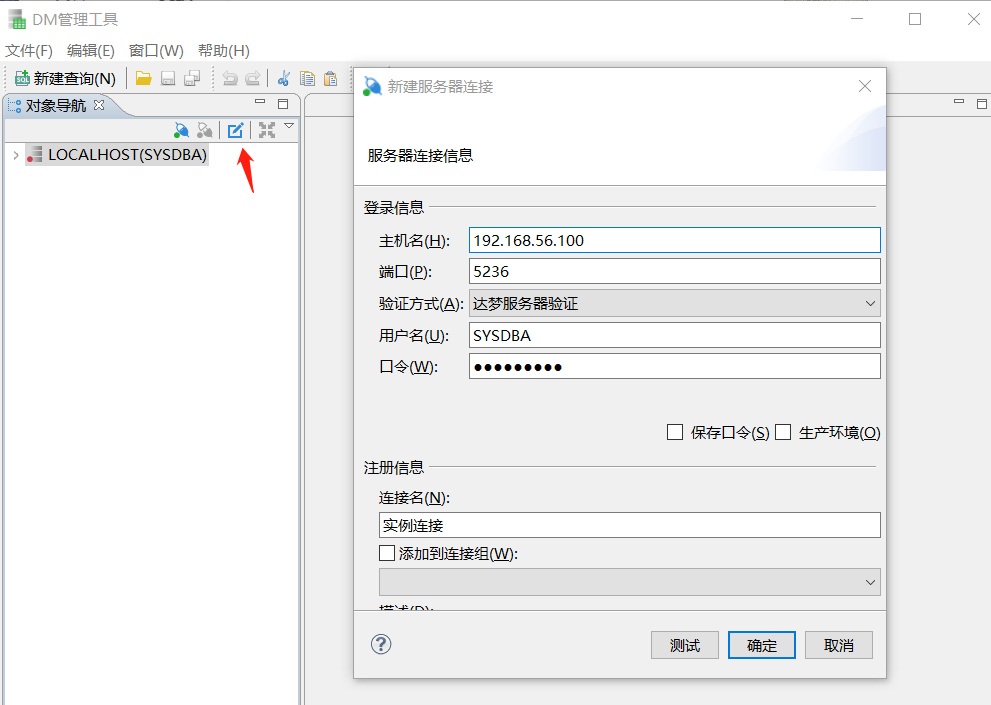 DM管理工具
文件(F) 编辑(E) 窗口(W) 帮助(H)
新建查询(N)
对象导航
LOCALHOST(SYSDBA)
新建服务器连接
服务器连接信息
登录信息
主机名(H): 192.168.56.100
端口(P): 5236
验证方式(A): 达梦服务器验证
用户名(U): SYSDBA
口令(W): ●●●●●●●●●
保存口令(S) 生产环境(O)
注册信息
连接名(N):
实例连接
添加到连接组(W):
描述(D):
测试 确定 取消